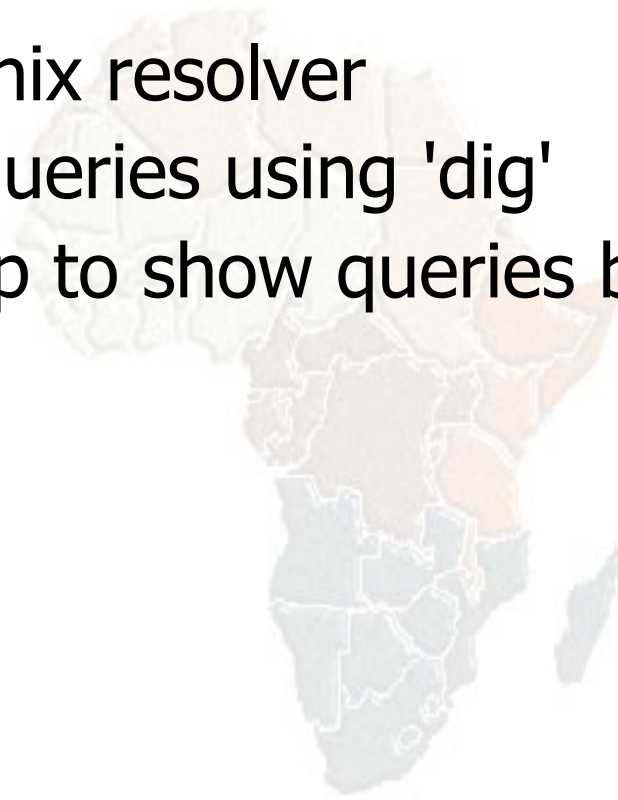 nix resolver
ueries using 'dig'
p to show queries b